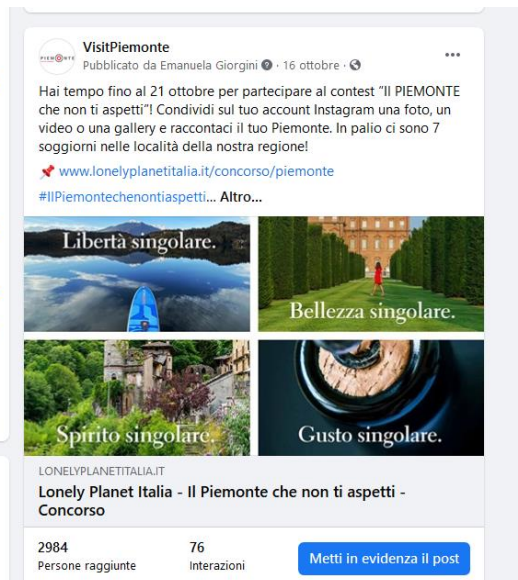 VisitPiemonte
PIEMONTE
Pubblicato da Emanuela Giorgini · 16 ottobre ·
Hai tempo fino al 21 ottobre per partecipare al contest “Il PIEMONTE
che non ti aspetti”! Condividi sul tuo account Instagram una foto, un
video o una gallery e raccontaci il tuo Piemonte. In palio ci sono 7
soggiorni nelle località della nostra regione!
www.lonelyplanetitalia.it/concorso/piemonte
#IlPiemontechenontiaspetti... Altro...
Libertà singolare.
Bellezza singolare.
Spirito singolare.
Gusto singolare.
LONELYPLANETITALIA.IT
Lonely Planet Italia - Il Piemonte che non ti aspetti -
Concorso
2984
Persone raggiunte
76
Interazioni
Metti in evidenza il post